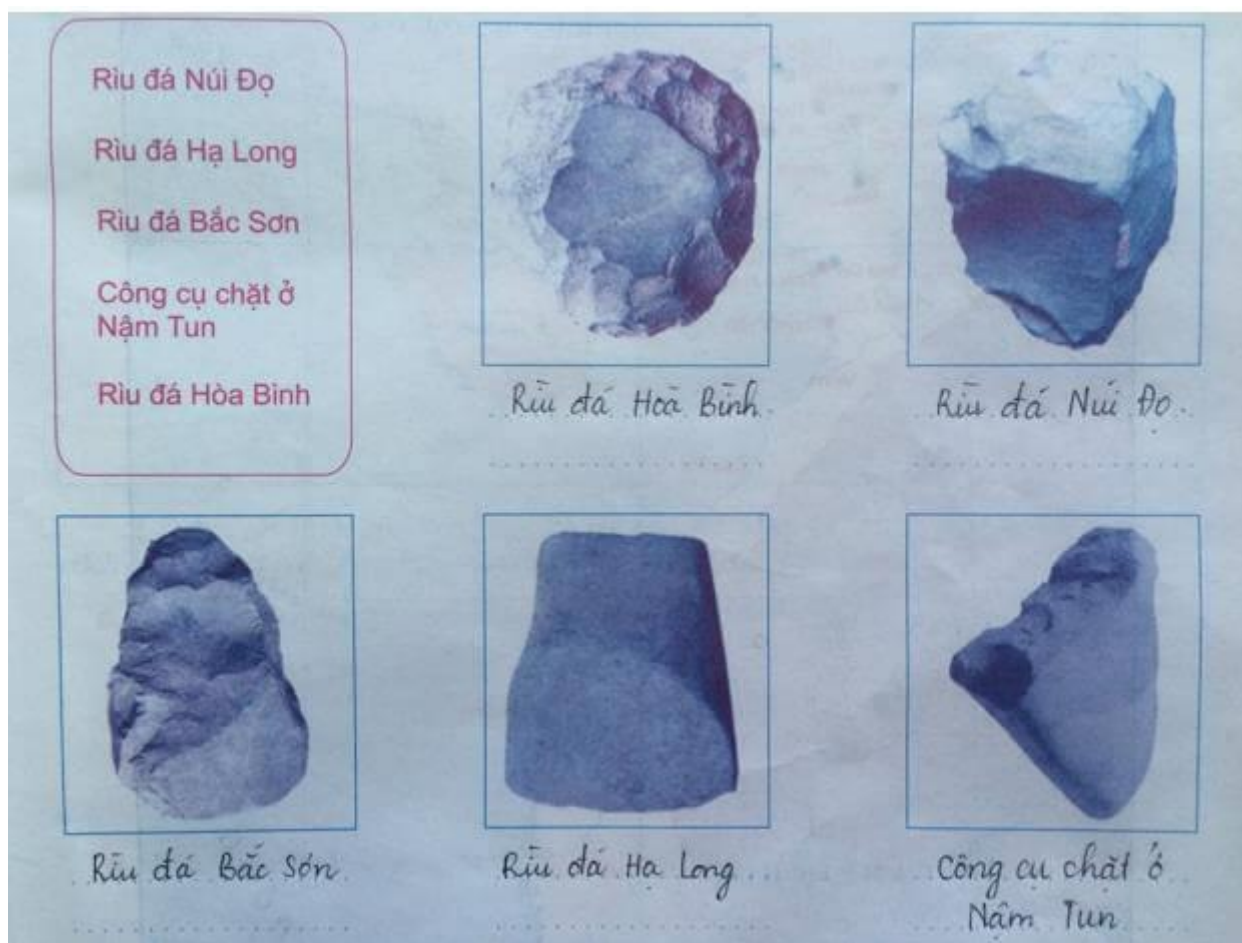 Rìu đá Núi Đọ
Rìu đá Hạ Long
Rìu đá Bắc Sơn
Công cụ chặt ở
Nậm Tun
Rìu đá Hòa Bình
Rìu đá Hoà Bình.
Rìu đá Núi Đọ.
Rìu đá Bắc Sơn.
Rìu đá Hạ Long
Công cụ chặt ở
Nậm Tun